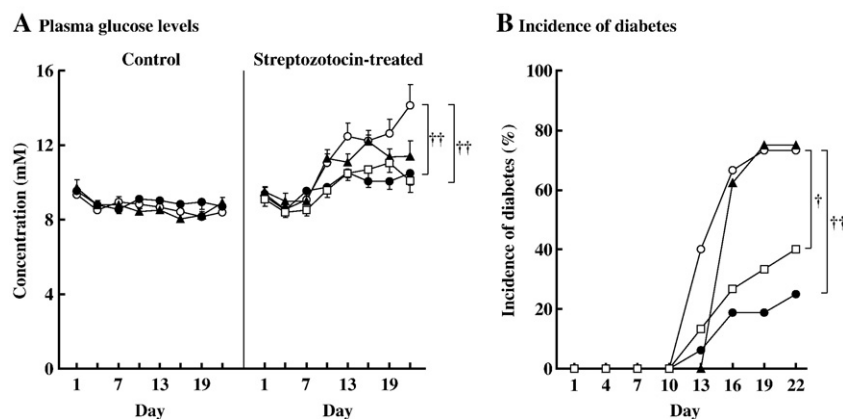 A Plasma glucose levels
Control
Streptozotocin-treated
Concentration (mM)
16
12
8
4
0
1 7 13 19
1 7 13 19
Day
Day
††
††
B Incidence of diabetes
Incidence of diabetes (%)
100
80
60
40
20
0
1 4 7 10 13 16 19 22
Day
†
††